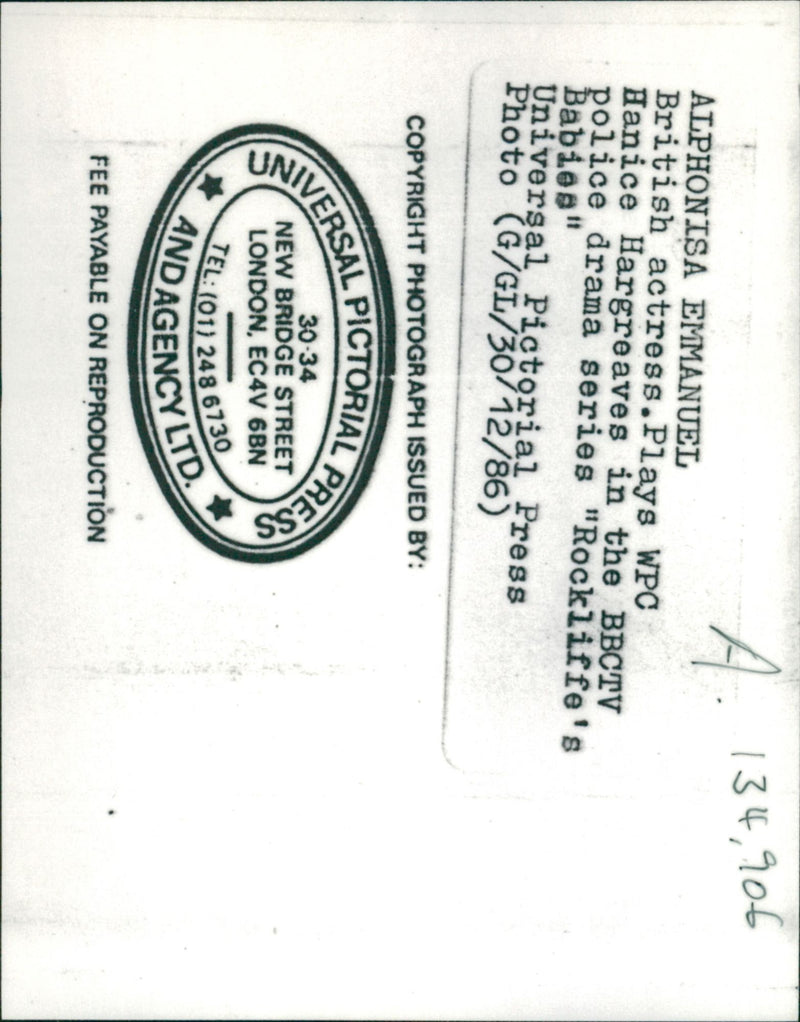 A. 134,906
ALPHONISA EMMANUEL
British actress.Plays WPC
Hanice Hargreaves in the BBCTV
police drama series "Rockliffe's
Babies"
Universal Pictorial Press
Photo (G/GL/30/12/86)
COPYRIGHT PHOTOGRAPH ISSUED BY:
UNIVERSAL PICTORIAL PRESS
30-34
NEW BRIDGE STREET
LONDON, EC4V 6BN
TEL: (01) 248 6730
AND AGENCY LTD.
FEE PAYABLE ON REPRODUCTION